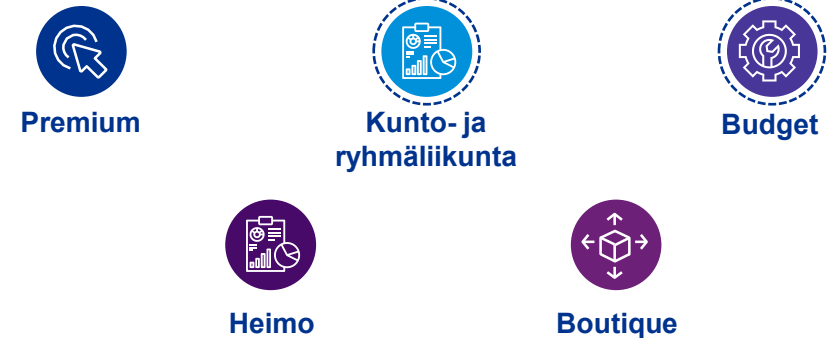 Premium
Kunto- ja
ryhmäliikunta
Budget
Heimo
Boutique